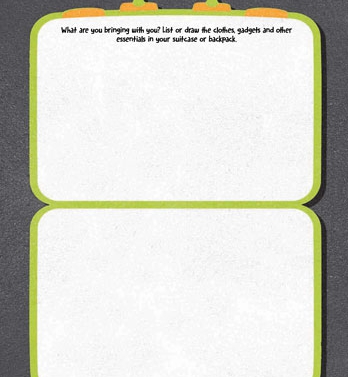 What are you bringing with you? List or draw the clothes, gadgets and other
essentials in your suitcase or backpack.